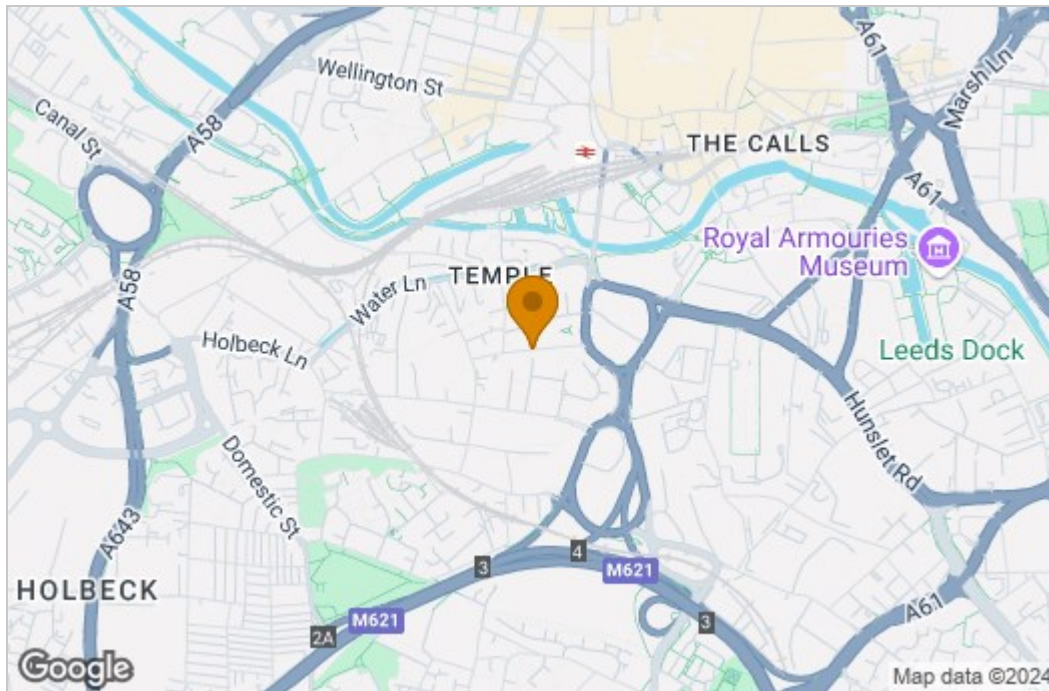 Wellington St
A61
Marsh Ln
Canal St
A58
THE CALLS
A61
Royal Armouries
Museum
A58
Water Ln
TEMPLE
Holbeck Ln
Leeds Dock
Hunslet Rd
Domestic St
A643
3
4
M621
HOLBECK
M621
2A
3
A61
Google
Map data ©2024